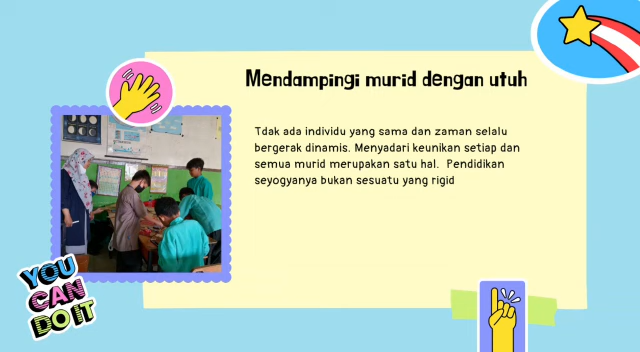 Mendampingi murid dengan utuh
Tdak ada individu yang sama dan zaman selalu
bergerak dinamis. Menyadari keunikan setiap dan
semua murid merupakan satu hal. Pendidikan
seyogyanya bukan sesuatu yang rigid
YOU
CAN
DO IT